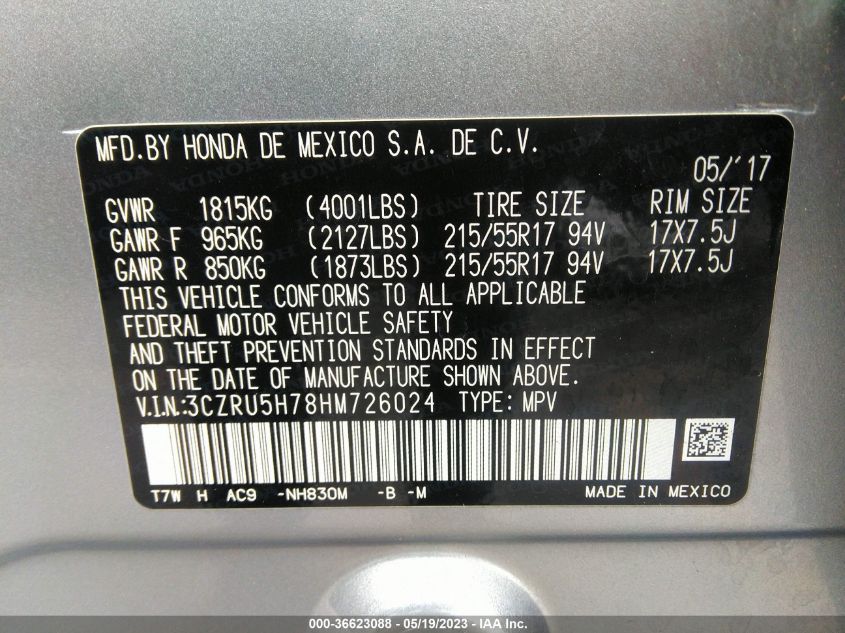 MFD.BY HONDA DE MEXICO S.A. DE C.V.
05/'17
GVWR 1815KG (4001LBS) TIRE SIZE RIM SIZE
GAWR F 965KG (2127LBS) 215/55R17 94V 17X7.5J
GAWR R 850KG (1873LBS) 215/55R17 94V 17X7.5J
THIS VEHICLE CONFORMS TO ALL APPLICABLE
FEDERAL MOTOR VEHICLE SAFETY
AND THEFT PREVENTION STANDARDS IN EFFECT
ON THE DATE OF MANUFACTURE SHOWN ABOVE.
V.I.N.:3CZRU5H78HM726024 TYPE: MPV
T7W H AC9 -NH830M -B -M MADE IN MEXICO
000-36623088 - 05/19/2023 - IAA Inc.